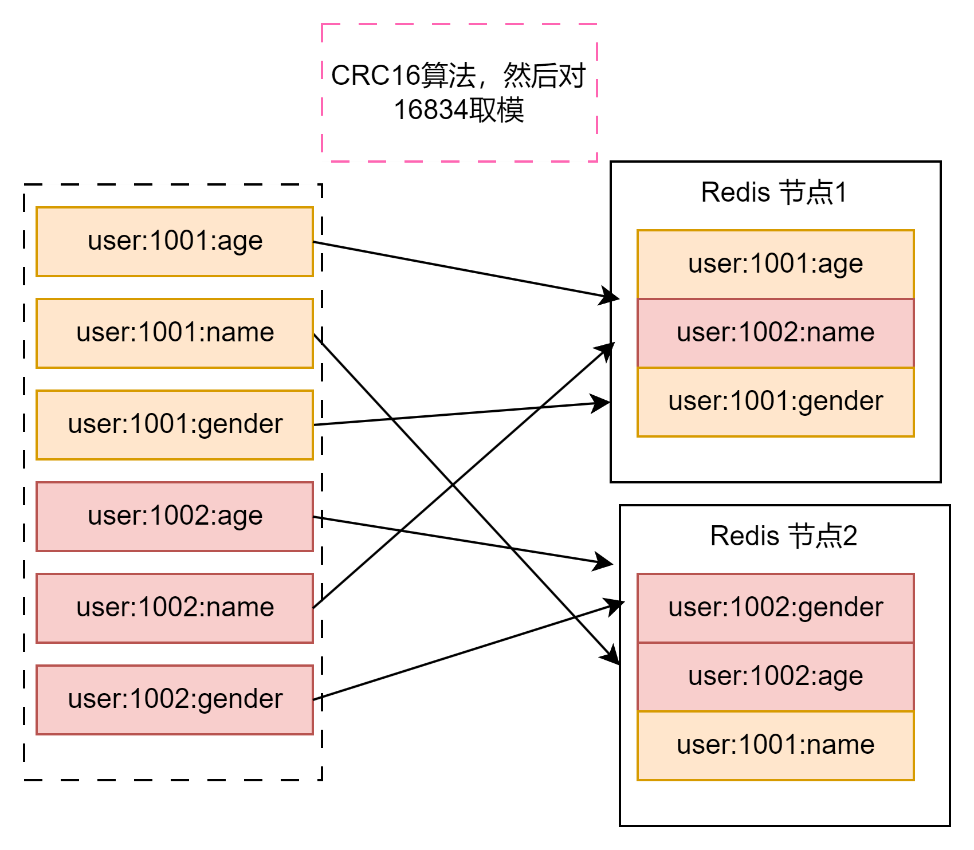 CRC16算法，然后对
16834取模
user:1001:age
user:1001:name
user:1001:gender
user:1002:age
user:1002:name
user:1002:gender
Redis 节点1
user:1001:age
user:1002:name
user:1001:gender
Redis 节点2
user:1002:gender
user:1002:age
user:1001:name